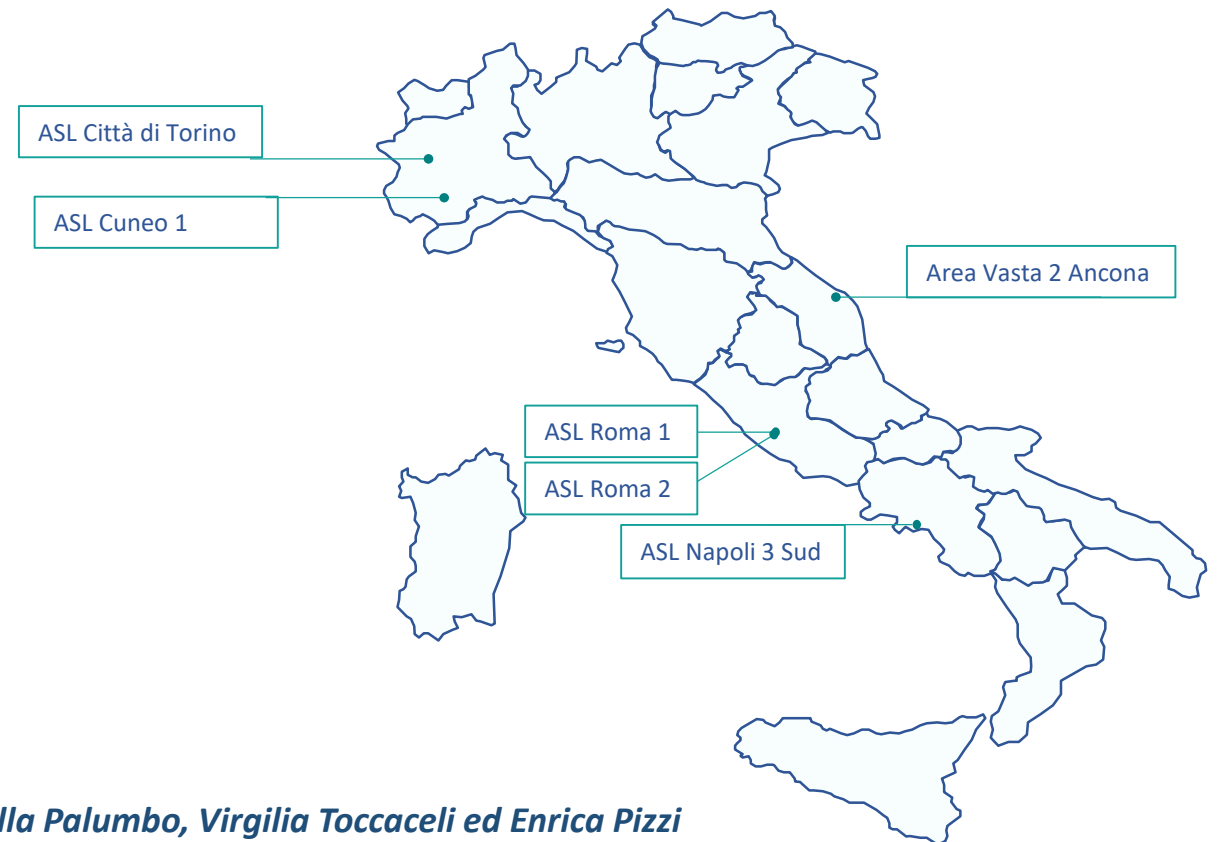 ASL Città di Torino
ASL Cuneo 1
Area Vasta 2 Ancona
ASL Roma 1
ASL Roma 2
ASL Napoli 3 Sud
Palumbo, Virgilia Toccaceli ed Enrica Pizzi